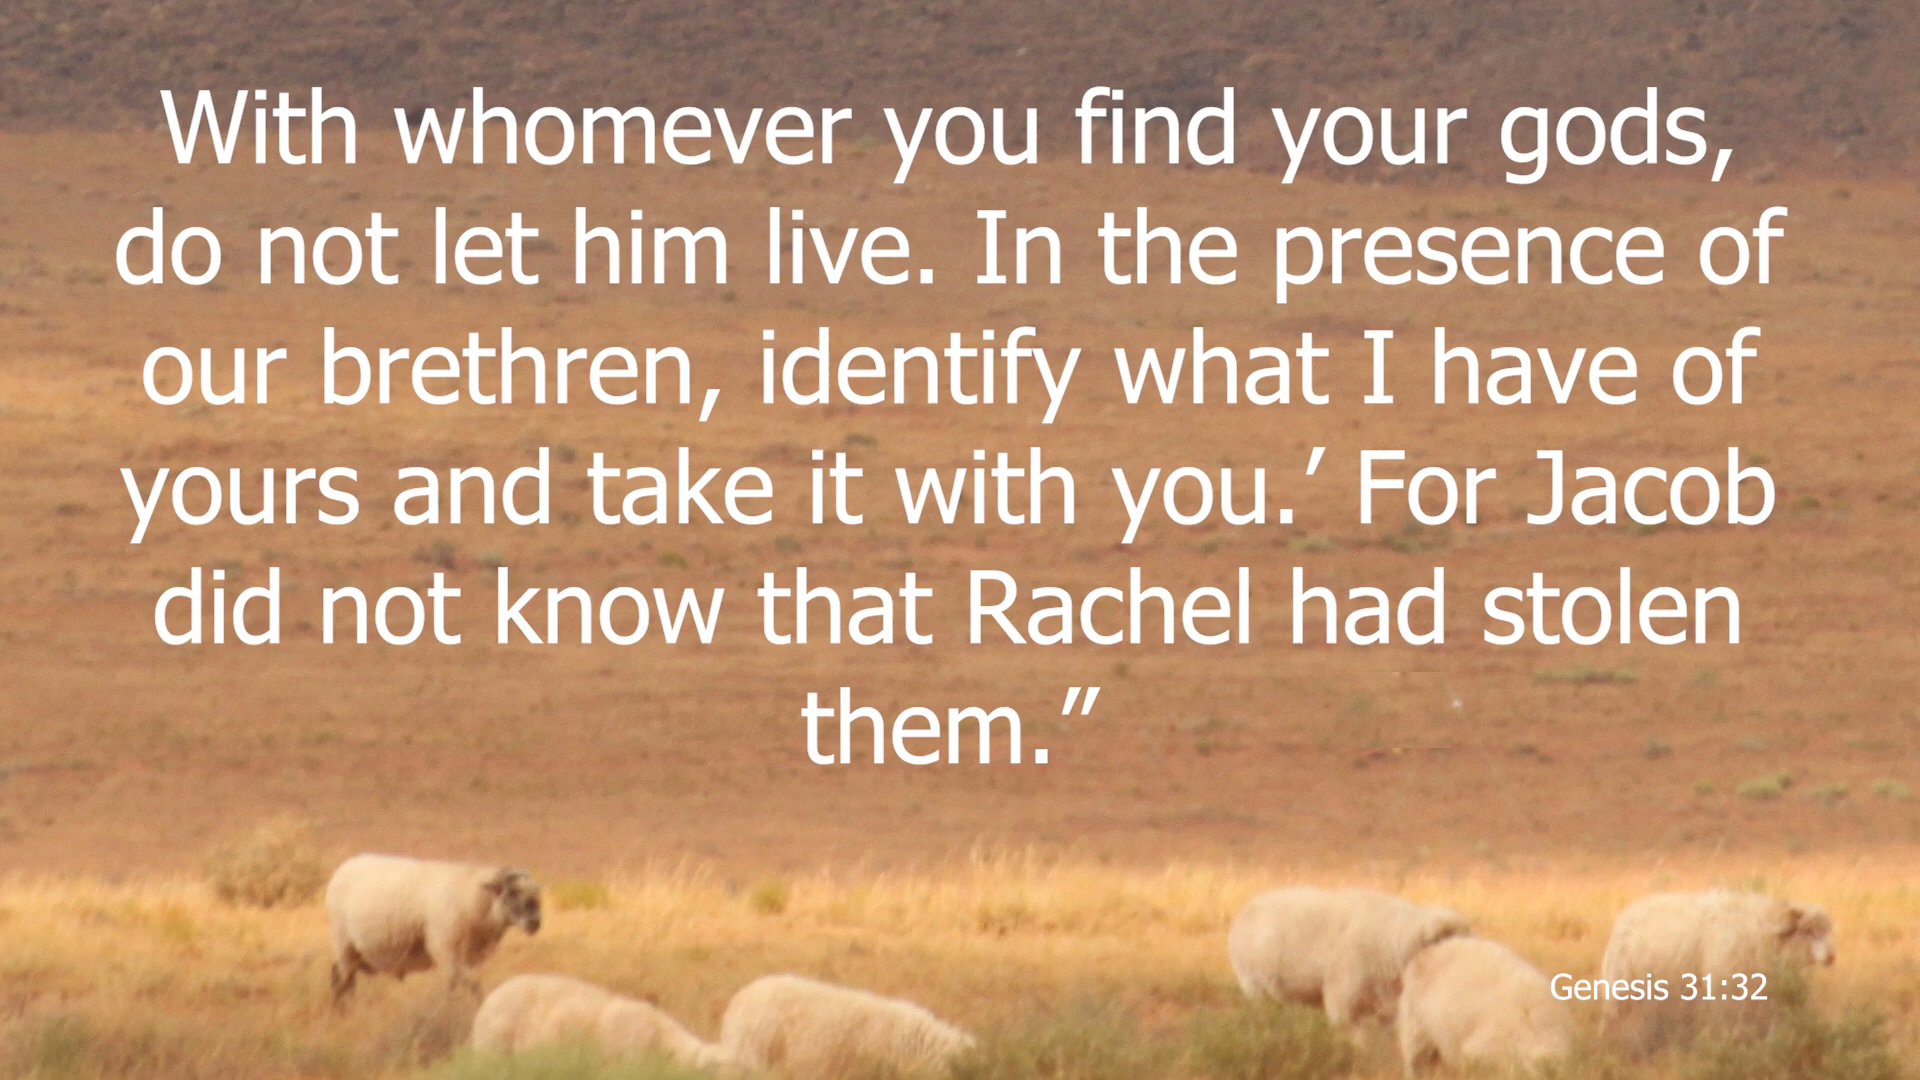 With whomever you find your gods,
do not let him live. In the presence of
our brethren, identify what I have of
yours and take it with you.’ For Jacob
did not know that Rachel had stolen
them.”
Genesis 31:32